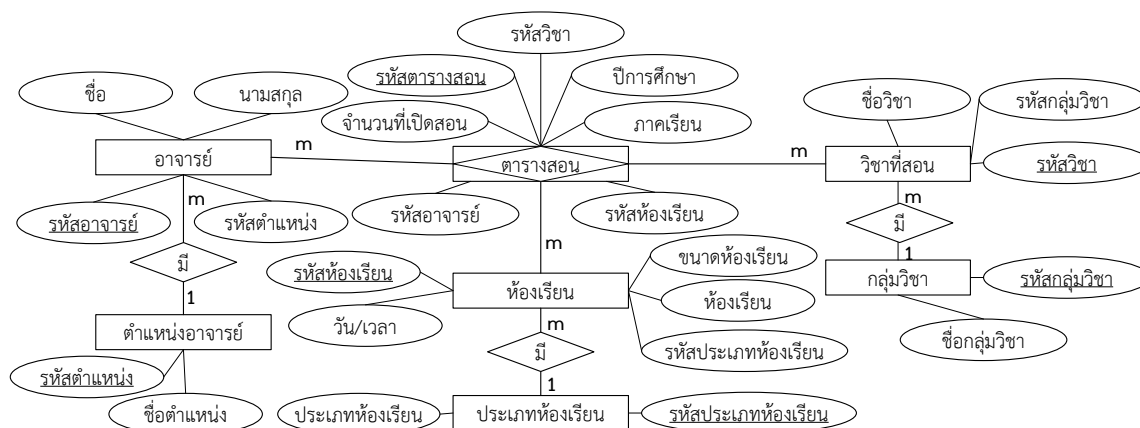 รหัสวิชา
รหัสตารางสอน
ปีการศึกษา
ชื่อ
นามสกุล
จำนวนที่เปิดสอน
ภาคเรียน
ชื่อวิชา
รหัสกลุ่มวิชา
อาจารย์
m
ตารางสอน
m
วิชาที่สอน
รหัสวิชา
รหัสอาจารย์
m
รหัสตำแหน่ง
รหัสอาจารย์
รหัสห้องเรียน
m
มี
มี
m
1
รหัสห้องเรียน
ขนาดห้องเรียน
1
ตำแหน่งอาจารย์
วัน/เวลา
ห้องเรียน
ห้องเรียน
กลุ่มวิชา
รหัสกลุ่มวิชา
m
มี
รหัสประเภทห้องเรียน
ชื่อกลุ่มวิชา
รหัสตำแหน่ง
ชื่อตำแหน่ง
1
ประเภทห้องเรียน
ประเภทห้องเรียน
รหัสประเภทห้องเรียน